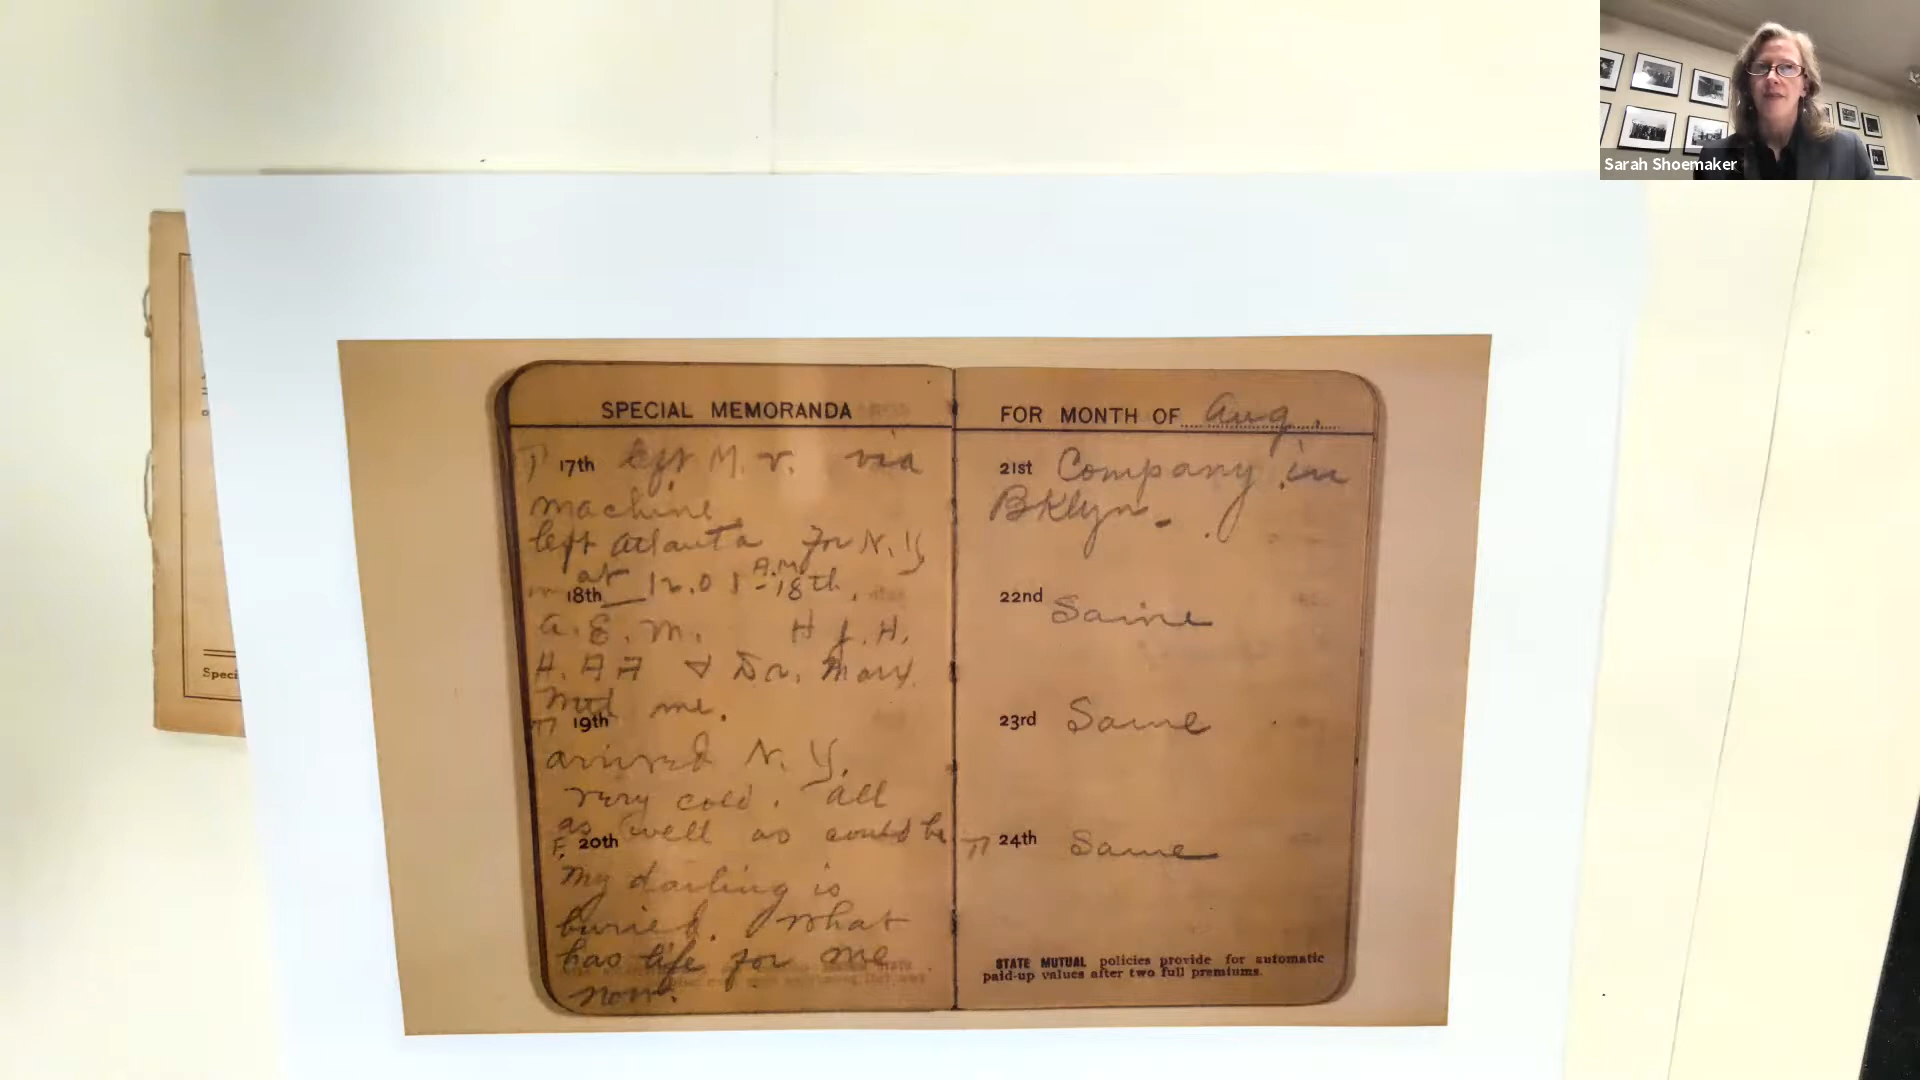 Sarah Shoemaker
SPECIAL MEMORANDA
17th left M. v. via
machine
left Atlanta for N. Y.
at 12.01 A.M. - 18th.
18th
A. E. M. H J. H.
H. A A & Dr. Marx
met me.
19th
arrived N. Y.
very cold. All
as well as could be
20th
My darling is
buried. What
has life for me
now.
FOR MONTH OF Aug.
21st Company in
BKlyn.
22nd Same
23rd Same
24th Same
STATE MUTUAL policies provide for automatic
paid-up values after two full premiums.
Speci